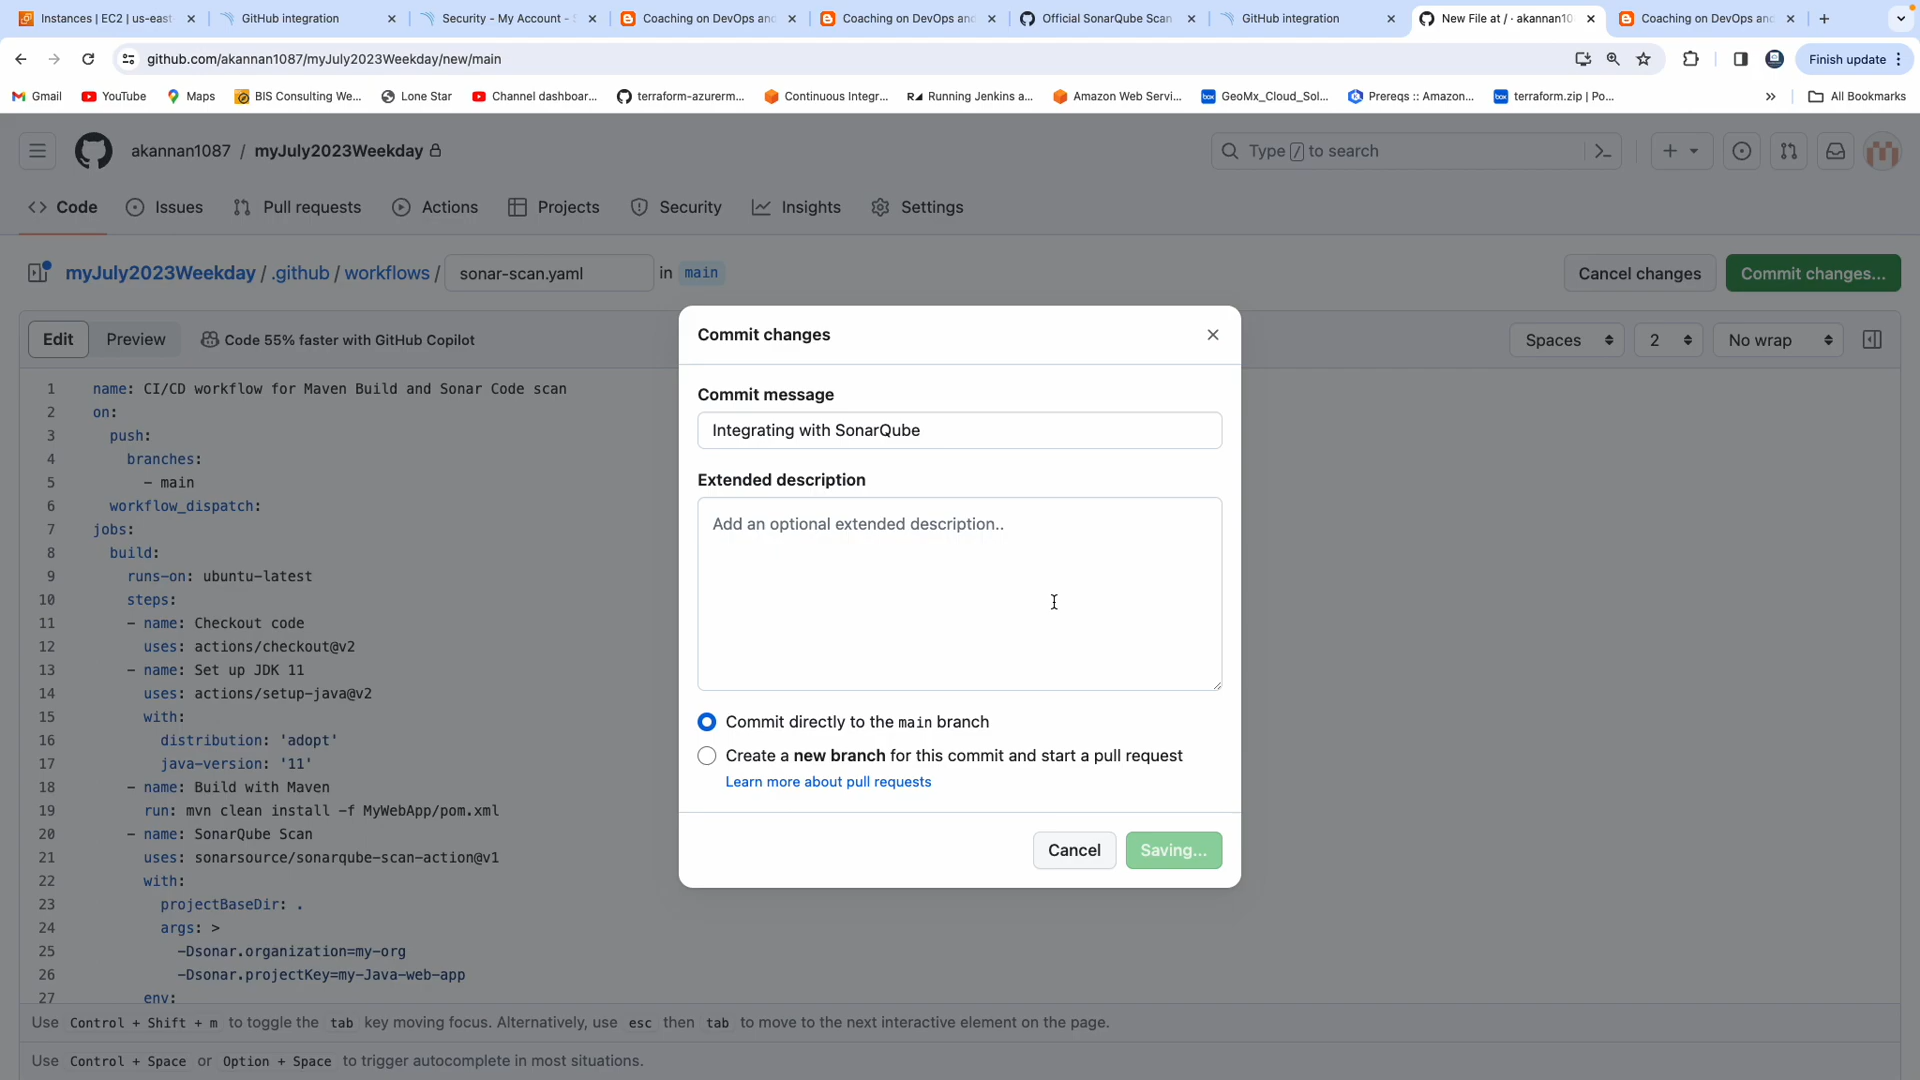 Instances | EC2 | us-east
GitHub integration
Security - My Account - S
Coaching on DevOps and
Coaching on DevOps and
Official SonarQube Scan
GitHub integration
New File at / · akannan10
Coaching on DevOps and
github.com/akannan1087/myJuly2023Weekday/new/main
Finish update
Gmail
YouTube
Maps
BIS Consulting We...
Lone Star
Channel dashboar...
terraform-azurerm...
Continuous Integr...
Running Jenkins a...
Amazon Web Servi...
GeoMx_Cloud_Sol...
Prereqs :: Amazon...
terraform.zip | Po...
»
All Bookmarks
akannan1087 / myJuly2023Weekday
Type / to search
Code
Issues
Pull requests
Actions
Projects
Security
Insights
Settings
myJuly2023Weekday / .github / workflows / sonar-scan.yaml in main
Cancel changes
Commit changes...
Edit
Preview
Code 55% faster with GitHub Copilot
Spaces
2
No wrap
1 name: CI/CD workflow for Maven Build and Sonar Code scan
2 on:
3 push:
4 branches:
5 - main
6 workflow_dispatch:
7 jobs:
8 build:
9 runs-on: ubuntu-latest
10 steps:
11 - name: Checkout code
12 uses: actions/checkout@v2
13 - name: Set up JDK 11
14 uses: actions/setup-java@v2
15 with:
16 distribution: 'adopt'
17 java-version: '11'
18 - name: Build with Maven
19 run: mvn clean install -f MyWebApp/pom.xml
20 - name: SonarQube Scan
21 uses: sonarsource/sonarqube-scan-action@v1
22 with:
23 projectBaseDir: .
24 args: >
25 -Dsonar.organization=my-org
26 -Dsonar.projectKey=my-Java-web-app
27 env:
Commit changes
Commit message
Integrating with SonarQube
Extended description
Add an optional extended description..
Commit directly to the main branch
Create a new branch for this commit and start a pull request
Learn more about pull requests
Cancel
Saving...
Use Control + Shift + m to toggle the tab key moving focus. Alternatively, use esc then tab to move to the next interactive element on the page.
Use Control + Space or Option + Space to trigger autocomplete in most situations.